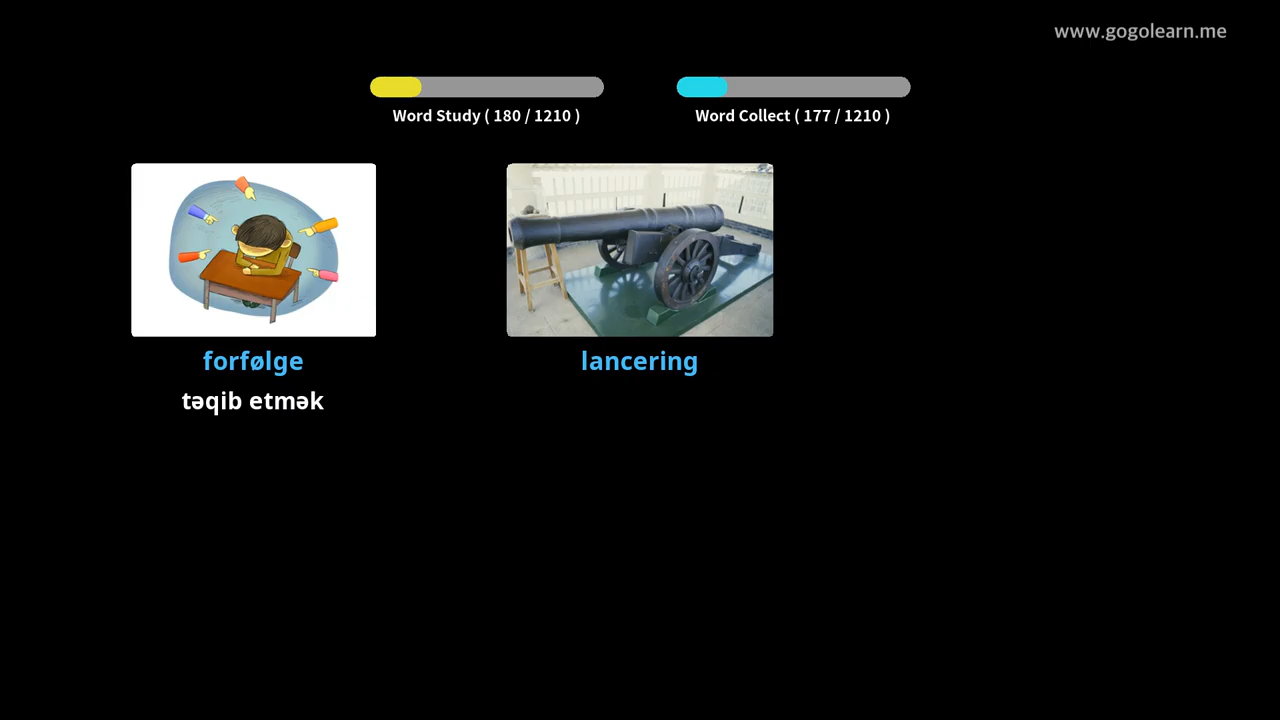 www.gogolearn.me
Word Study ( 180 / 1210 )
Word Collect ( 177 / 1210 )
forfølge
lancering
təqib etmək